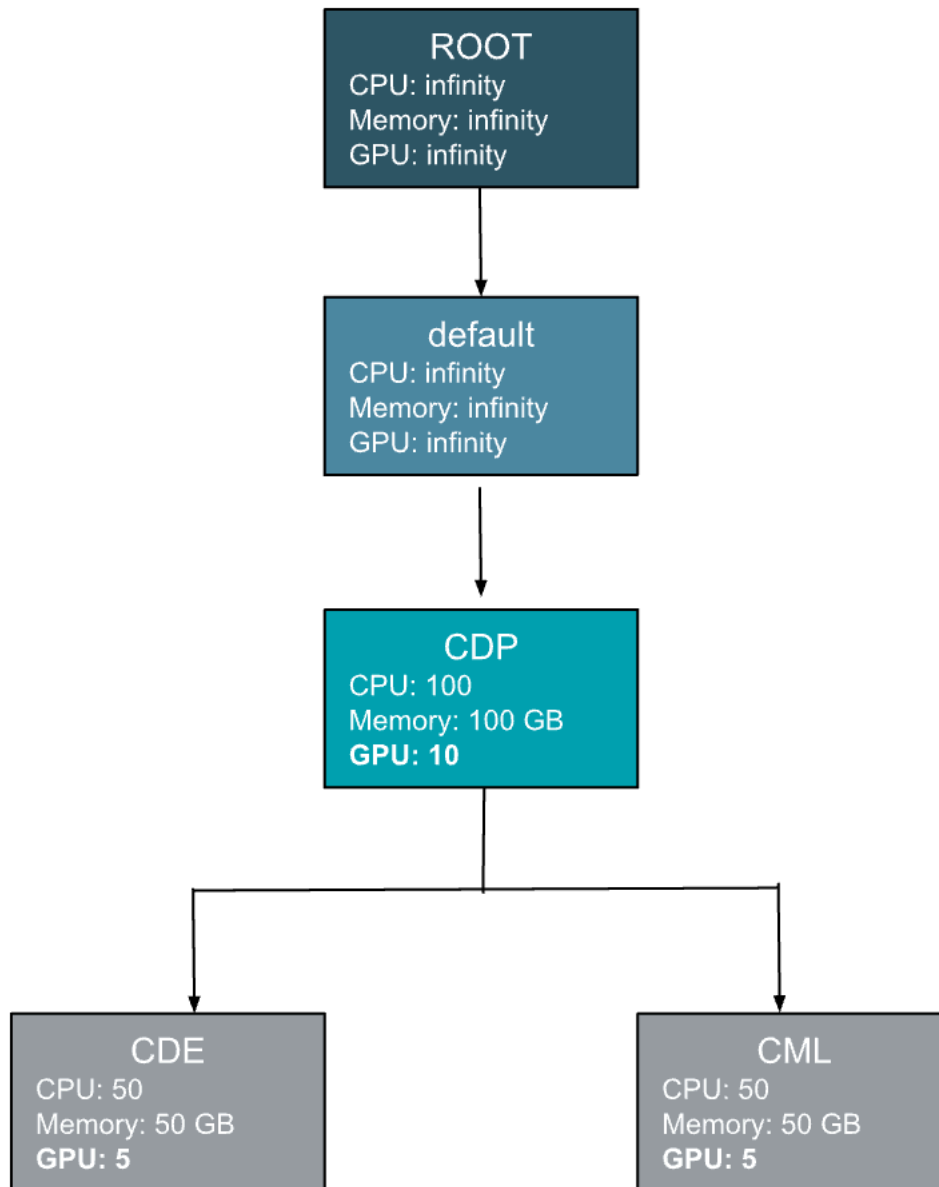 ROOT
CPU: infinity
Memory: infinity
GPU: infinity
default
CPU: infinity
Memory: infinity
GPU: infinity
CDP
CPU: 100
Memory: 100 GB
GPU: 10
CDE
CPU: 50
Memory: 50 GB
GPU: 5
CML
CPU: 50
Memory: 50 GB
GPU: 5